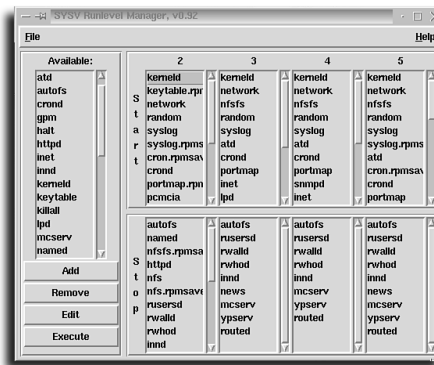 SYSV Runlevel Manager, v0.92
File Help
Available:
atd
autofs
crond
gpm
halt
httpd
inet
innd
kerneld
keytable
killall
lpd
mcserv
named
Add
Remove
Edit
Execute
2 3 4 5
Start
kerneld
keytable.rpr
network
random
syslog
syslog.rpms
atd
cron.rpmsav
crond
portmap.rpn
pcmcia
kerneld
network
nfsfs
random
syslog
atd
crond
portmap
inet
lpd
kerneld
network
nfsfs
random
syslog
atd
crond
portmap
snmpd
inet
kerneld
network
nfsfs
random
syslog
syslog.rpms
atd
cron.rpmsav
crond
portmap
Stop
autofs
named
nfsfs.rpmsa
httpd
nfs
nfs.rpmsave
rusersd
rwalld
rwhod
innd
autofs
rusersd
rwalld
rwhod
innd
news
mcserv
ypserv
routed
autofs
rusersd
rwalld
rwhod
innd
mcserv
ypserv
routed
autofs
rusersd
rwalld
rwhod
innd
news
mcserv
ypserv
routed